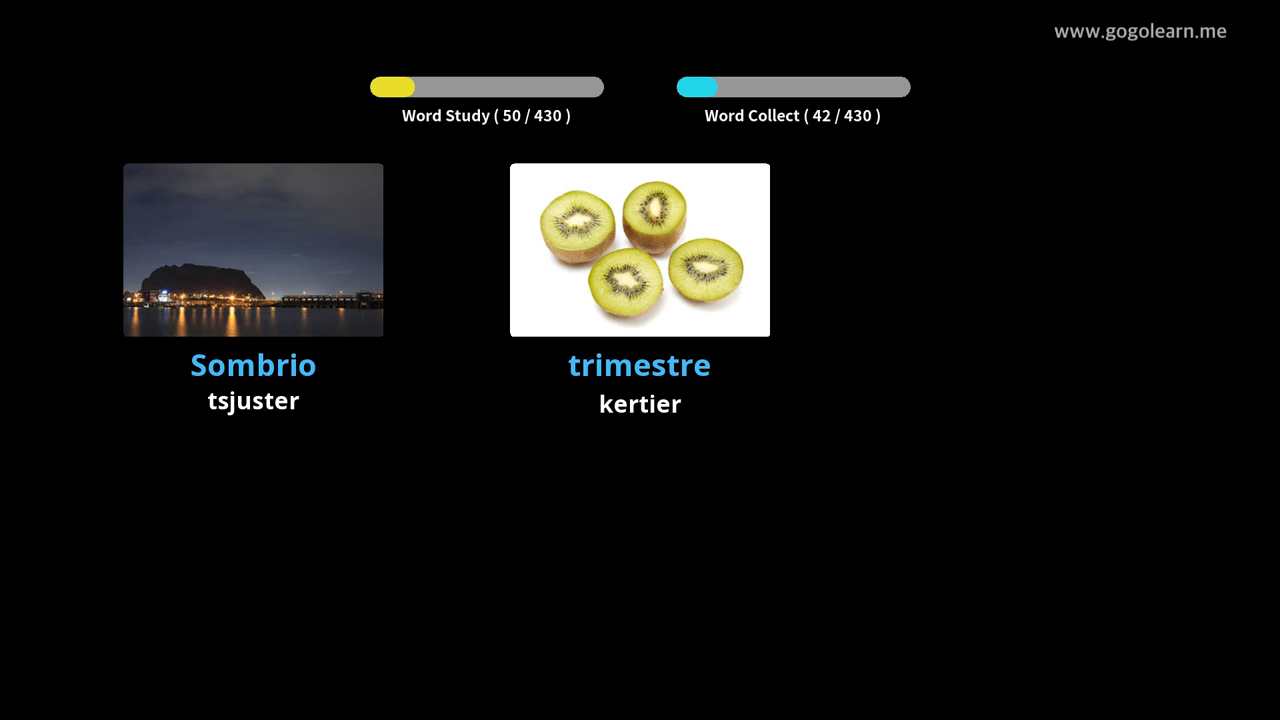 www.gogolearn.me
Word Study ( 50 / 430 )
Word Collect ( 42 / 430 )
Sombrio
tsjuster
trimestre
kertier